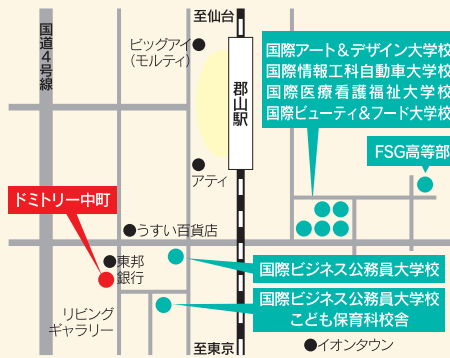 至仙台
国道4号線
ビッグアイ
(モルティ)
郡山駅
国際アート&デザイン大学校
国際情報工科自動車大学校
国際医療看護福祉大学校
国際ビューティ&フード大学校
FSG高等部
アティ
ドミトリー中町
うすい百貨店
東邦
銀行
国際ビジネス公務員大学校
国際ビジネス公務員大学校
こども保育科校舎
リビング
ギャラリー
至東京
イオンタウン